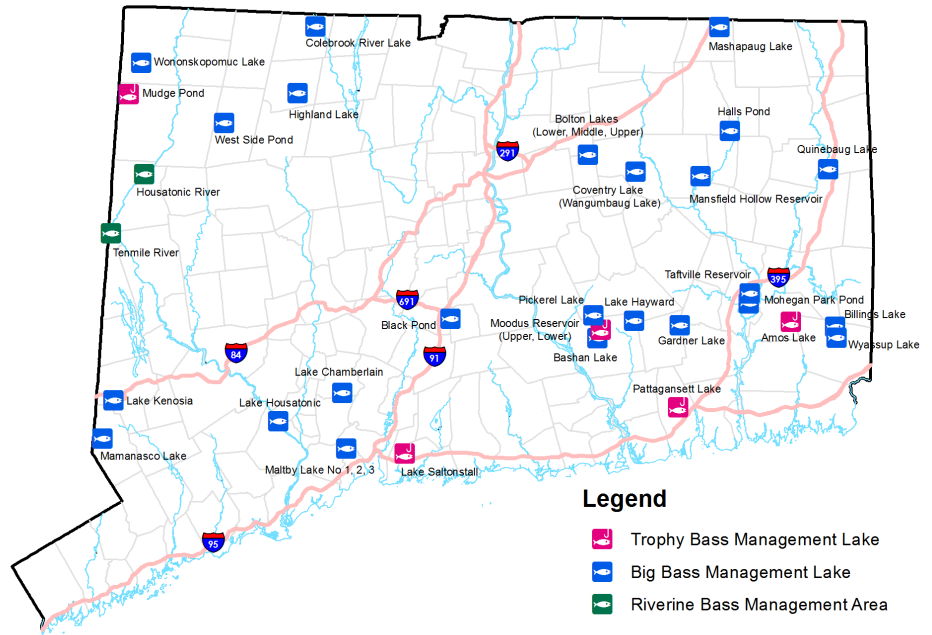 Colebrook River Lake
Mashapaug Lake
Wononskopomuc Lake
Mudge Pond
Highland Lake
Halls Pond
Bolton Lakes
(Lower, Middle, Upper)
West Side Pond
291
Quinebaug Lake
Housatonic River
Coventry Lake
(Wangumbaug Lake)
Mansfield Hollow Reservoir
Tenmile River
Taftville Reservoir
395
691
Pickerel Lake
Lake Hayward
Mohegan Park Pond
Billings Lake
Black Pond
Moodus Reservoir
(Upper, Lower)
Gardner Lake
Amos Lake
Wyassup Lake
84
91
Bashan Lake
Lake Chamberlain
Pattagansett Lake
Lake Kenosia
Lake Housatonic
Mamanasco Lake
Maltby Lake No 1, 2, 3
Lake Saltonstall
95
Legend
Trophy Bass Management Lake
Big Bass Management Lake
Riverine Bass Management Area